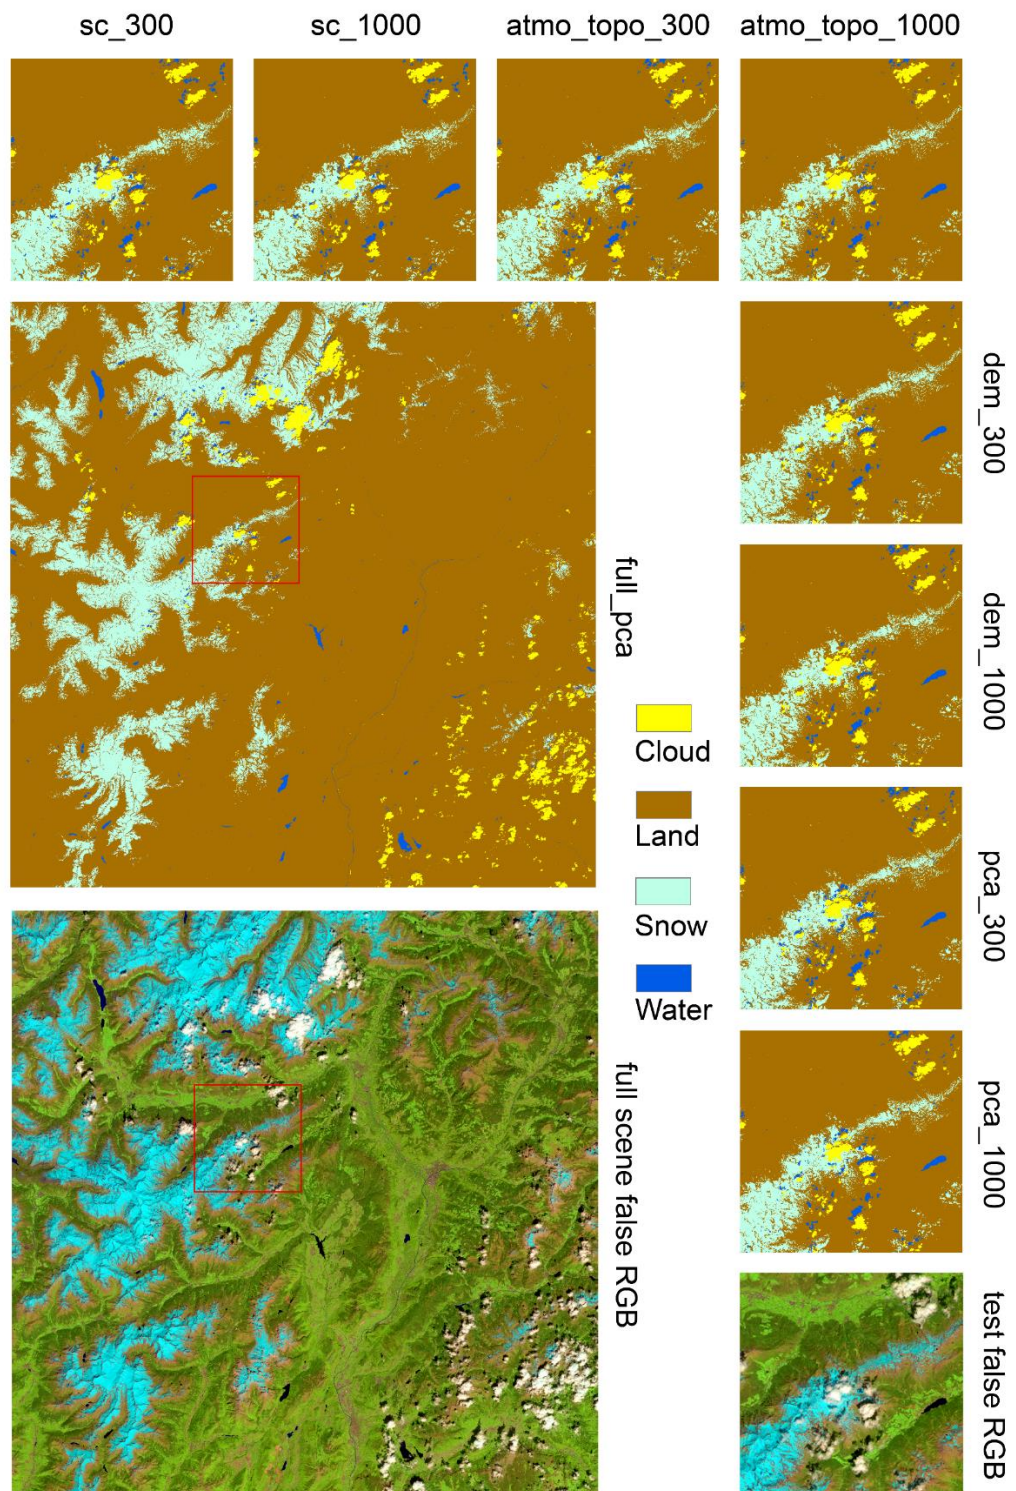 sc_300
sc_1000
atmo_topo_300
atmo_topo_1000
dem_300
dem_1000
pca_300
pca_1000
test false RGB
full_pca
Cloud
Land
Snow
Water
full scene false RGB